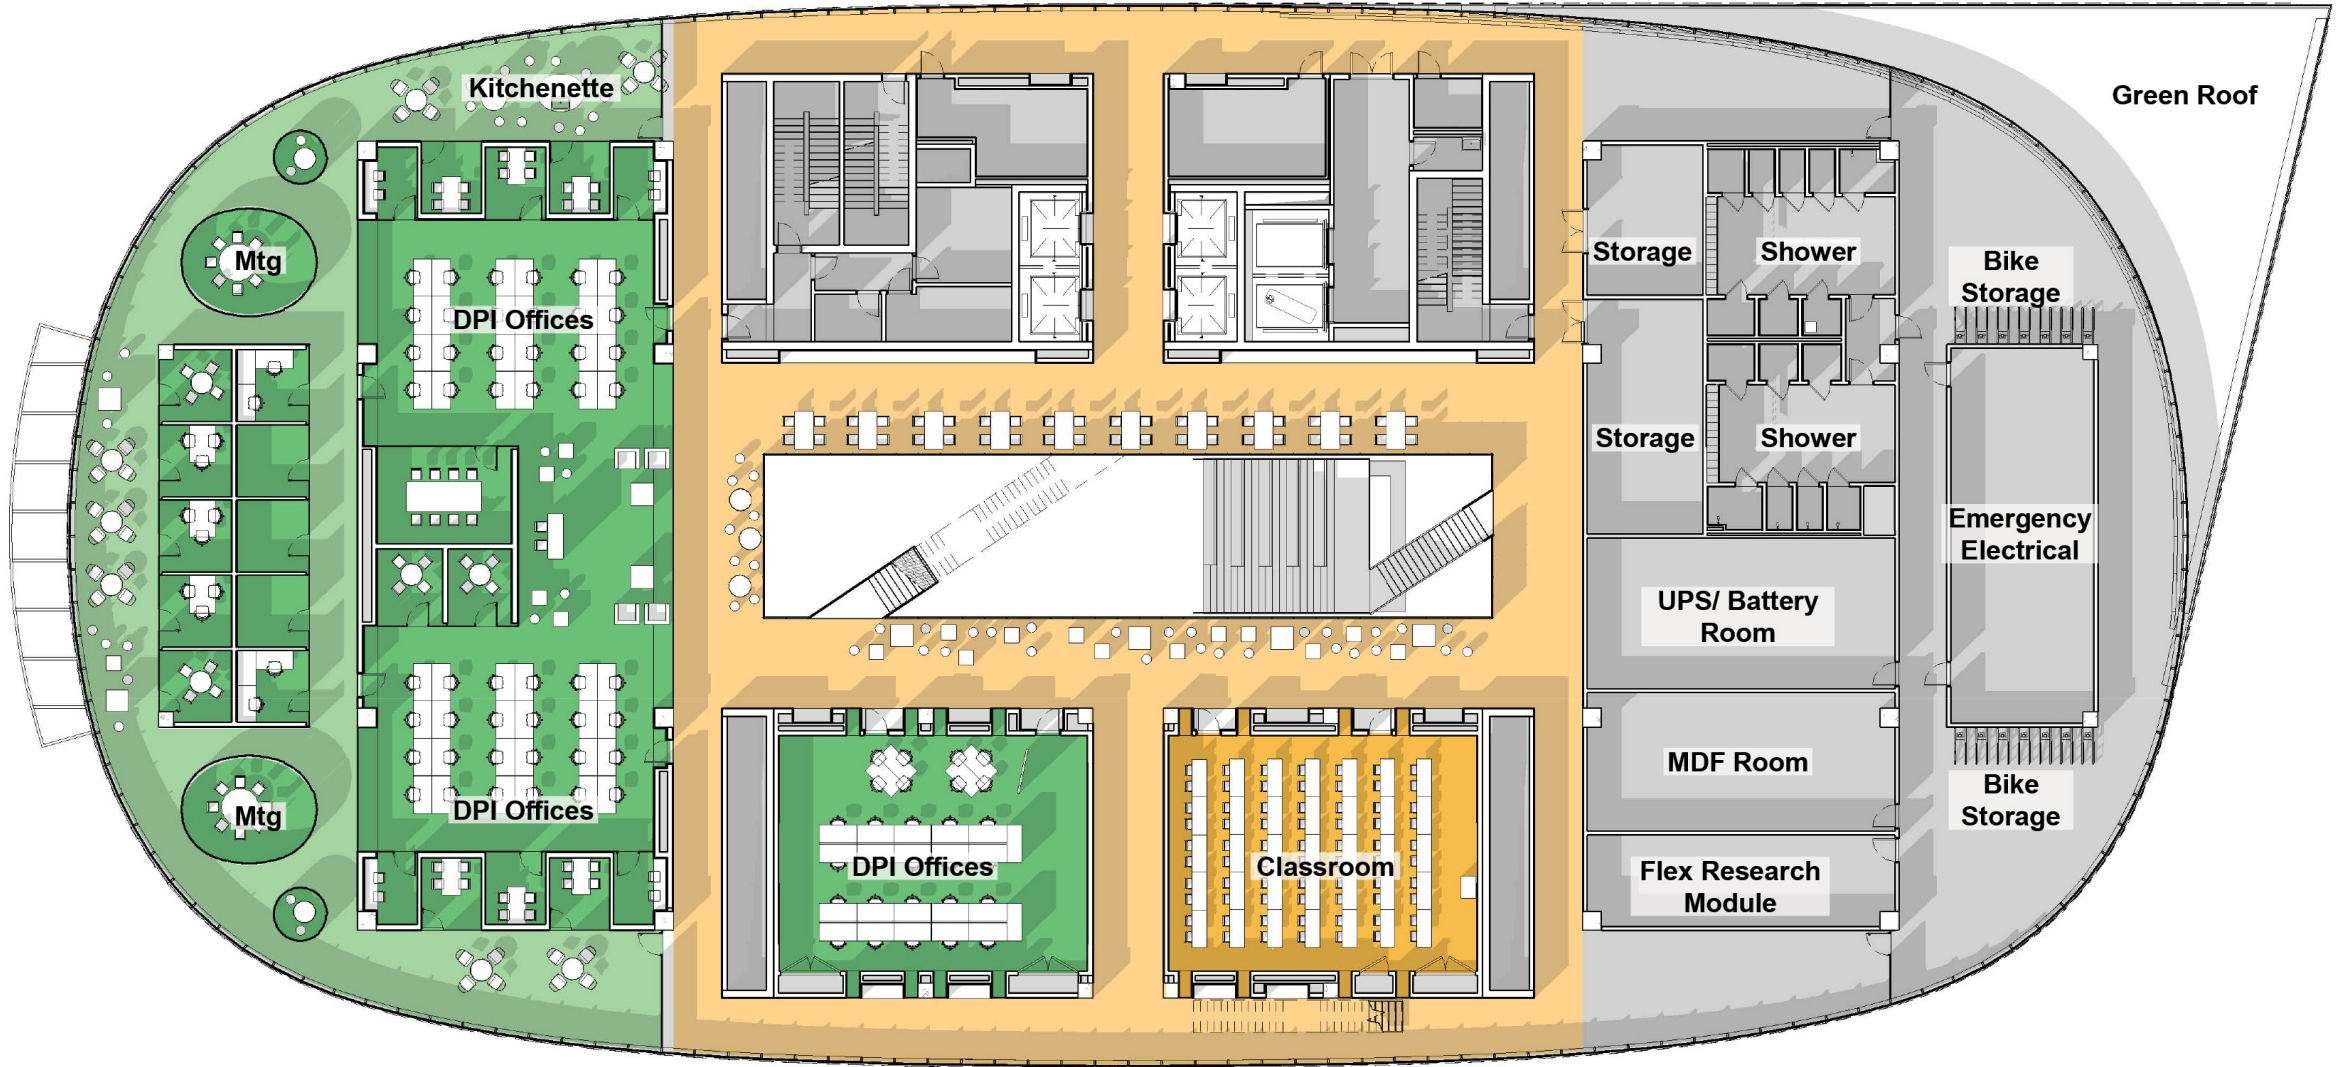 Kitchenette
Green Roof
Mtg
DPI Offices
Storage
Shower
Bike
Storage
Storage
Shower
Emergency
Electrical
UPS/ Battery
Room
MDF Room
Mtg
DPI Offices
DPI Offices
Classroom
Bike
Storage
Flex Research
Module